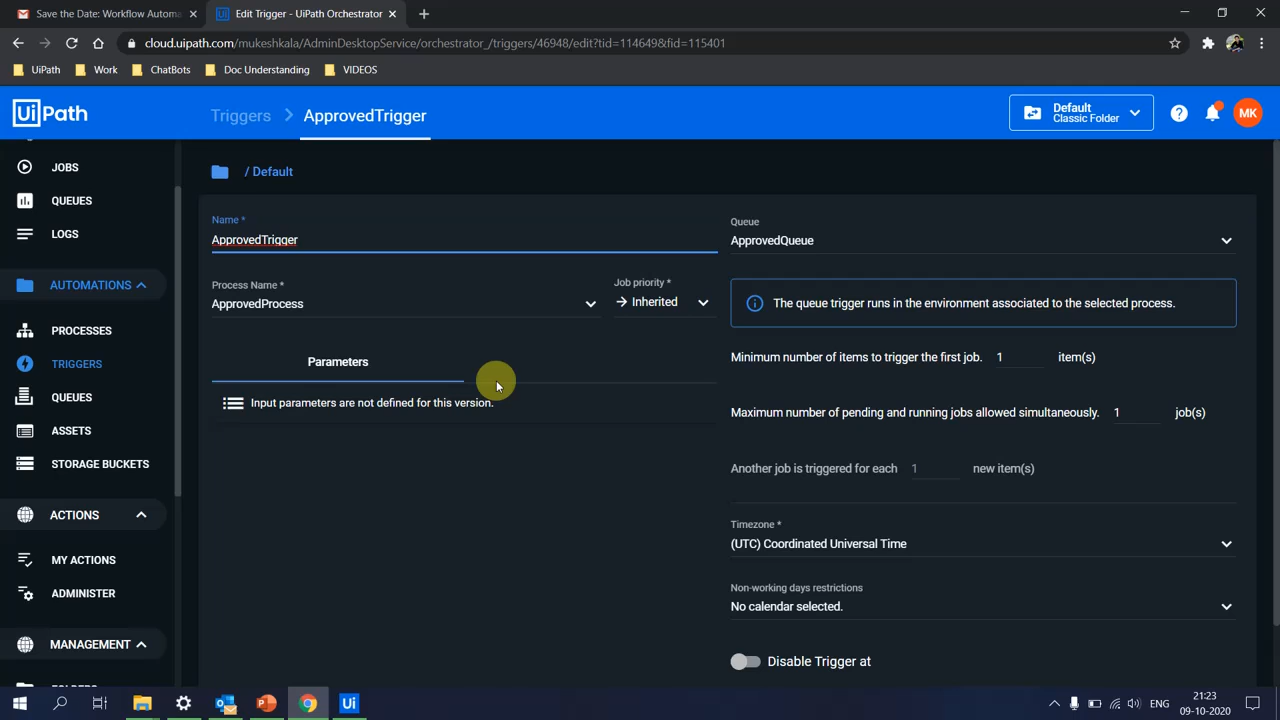 Save the Date: Workflow Automa
Edit Trigger - UiPath Orchestrator
cloud.uipath.com/mukeshkala/AdminDesktopService/orchestrator_/triggers/46948/edit?tid=114649&fid=115401
UiPath
Work
ChatBots
Doc Understanding
VIDEOS
UiPath
Triggers
ApprovedTrigger
Default
Classic Folder
MK
JOBS
QUEUES
LOGS
AUTOMATIONS
PROCESSES
TRIGGERS
QUEUES
ASSETS
STORAGE BUCKETS
ACTIONS
MY ACTIONS
ADMINISTER
MANAGEMENT
/ Default
Name *
ApprovedTrigger
Process Name *
ApprovedProcess
Job priority *
Inherited
Parameters
Input parameters are not defined for this version.
Queue
ApprovedQueue
The queue trigger runs in the environment associated to the selected process.
Minimum number of items to trigger the first job. 1 item(s)
Maximum number of pending and running jobs allowed simultaneously. 1 job(s)
Another job is triggered for each 1 new item(s)
Timezone *
(UTC) Coordinated Universal Time
Non-working days restrictions
No calendar selected.
Disable Trigger at
Ui
ENG
21:23
09-10-2020